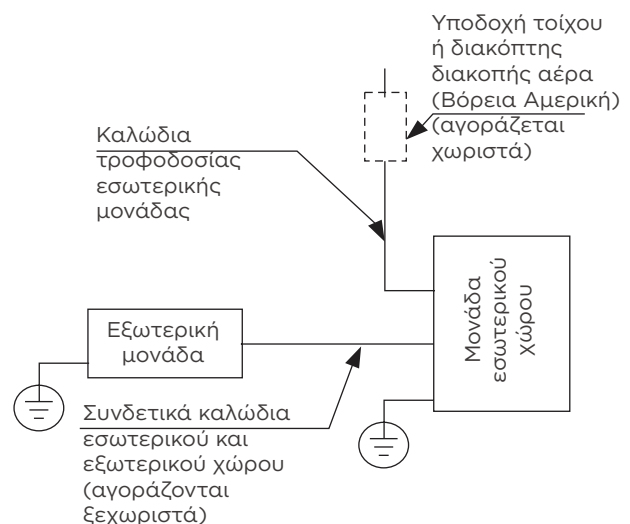 Υποδοχή τοίχου
ή διακόπτης
διακοπής αέρα
(Βόρεια Αμερική)
(αγοράζεται
χωριστά)
Καλώδια
τροφοδοσίας
εσωτερικής
μονάδας
Μονάδα
εσωτερικού
χώρου
Εξωτερική
μονάδα
Συνδετικά καλώδια
εσωτερικού και
εξωτερικού χώρου
(αγοράζονται
ξεχωριστά)